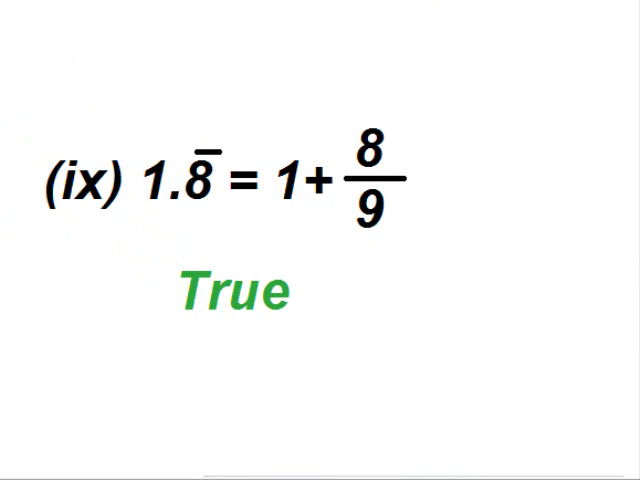 (ix) 1.8̅ = 1+ 8/9
True